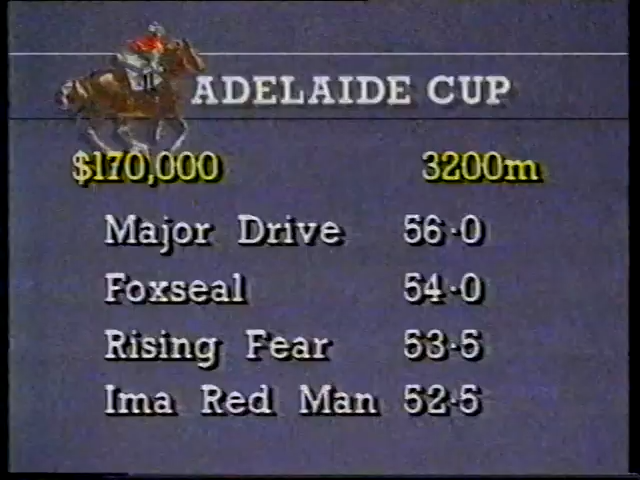 ADELAIDE CUP
$170,000 3200m
Major Drive 56·0
Foxseal 54·0
Rising Fear 53·5
Ima Red Man 52·5